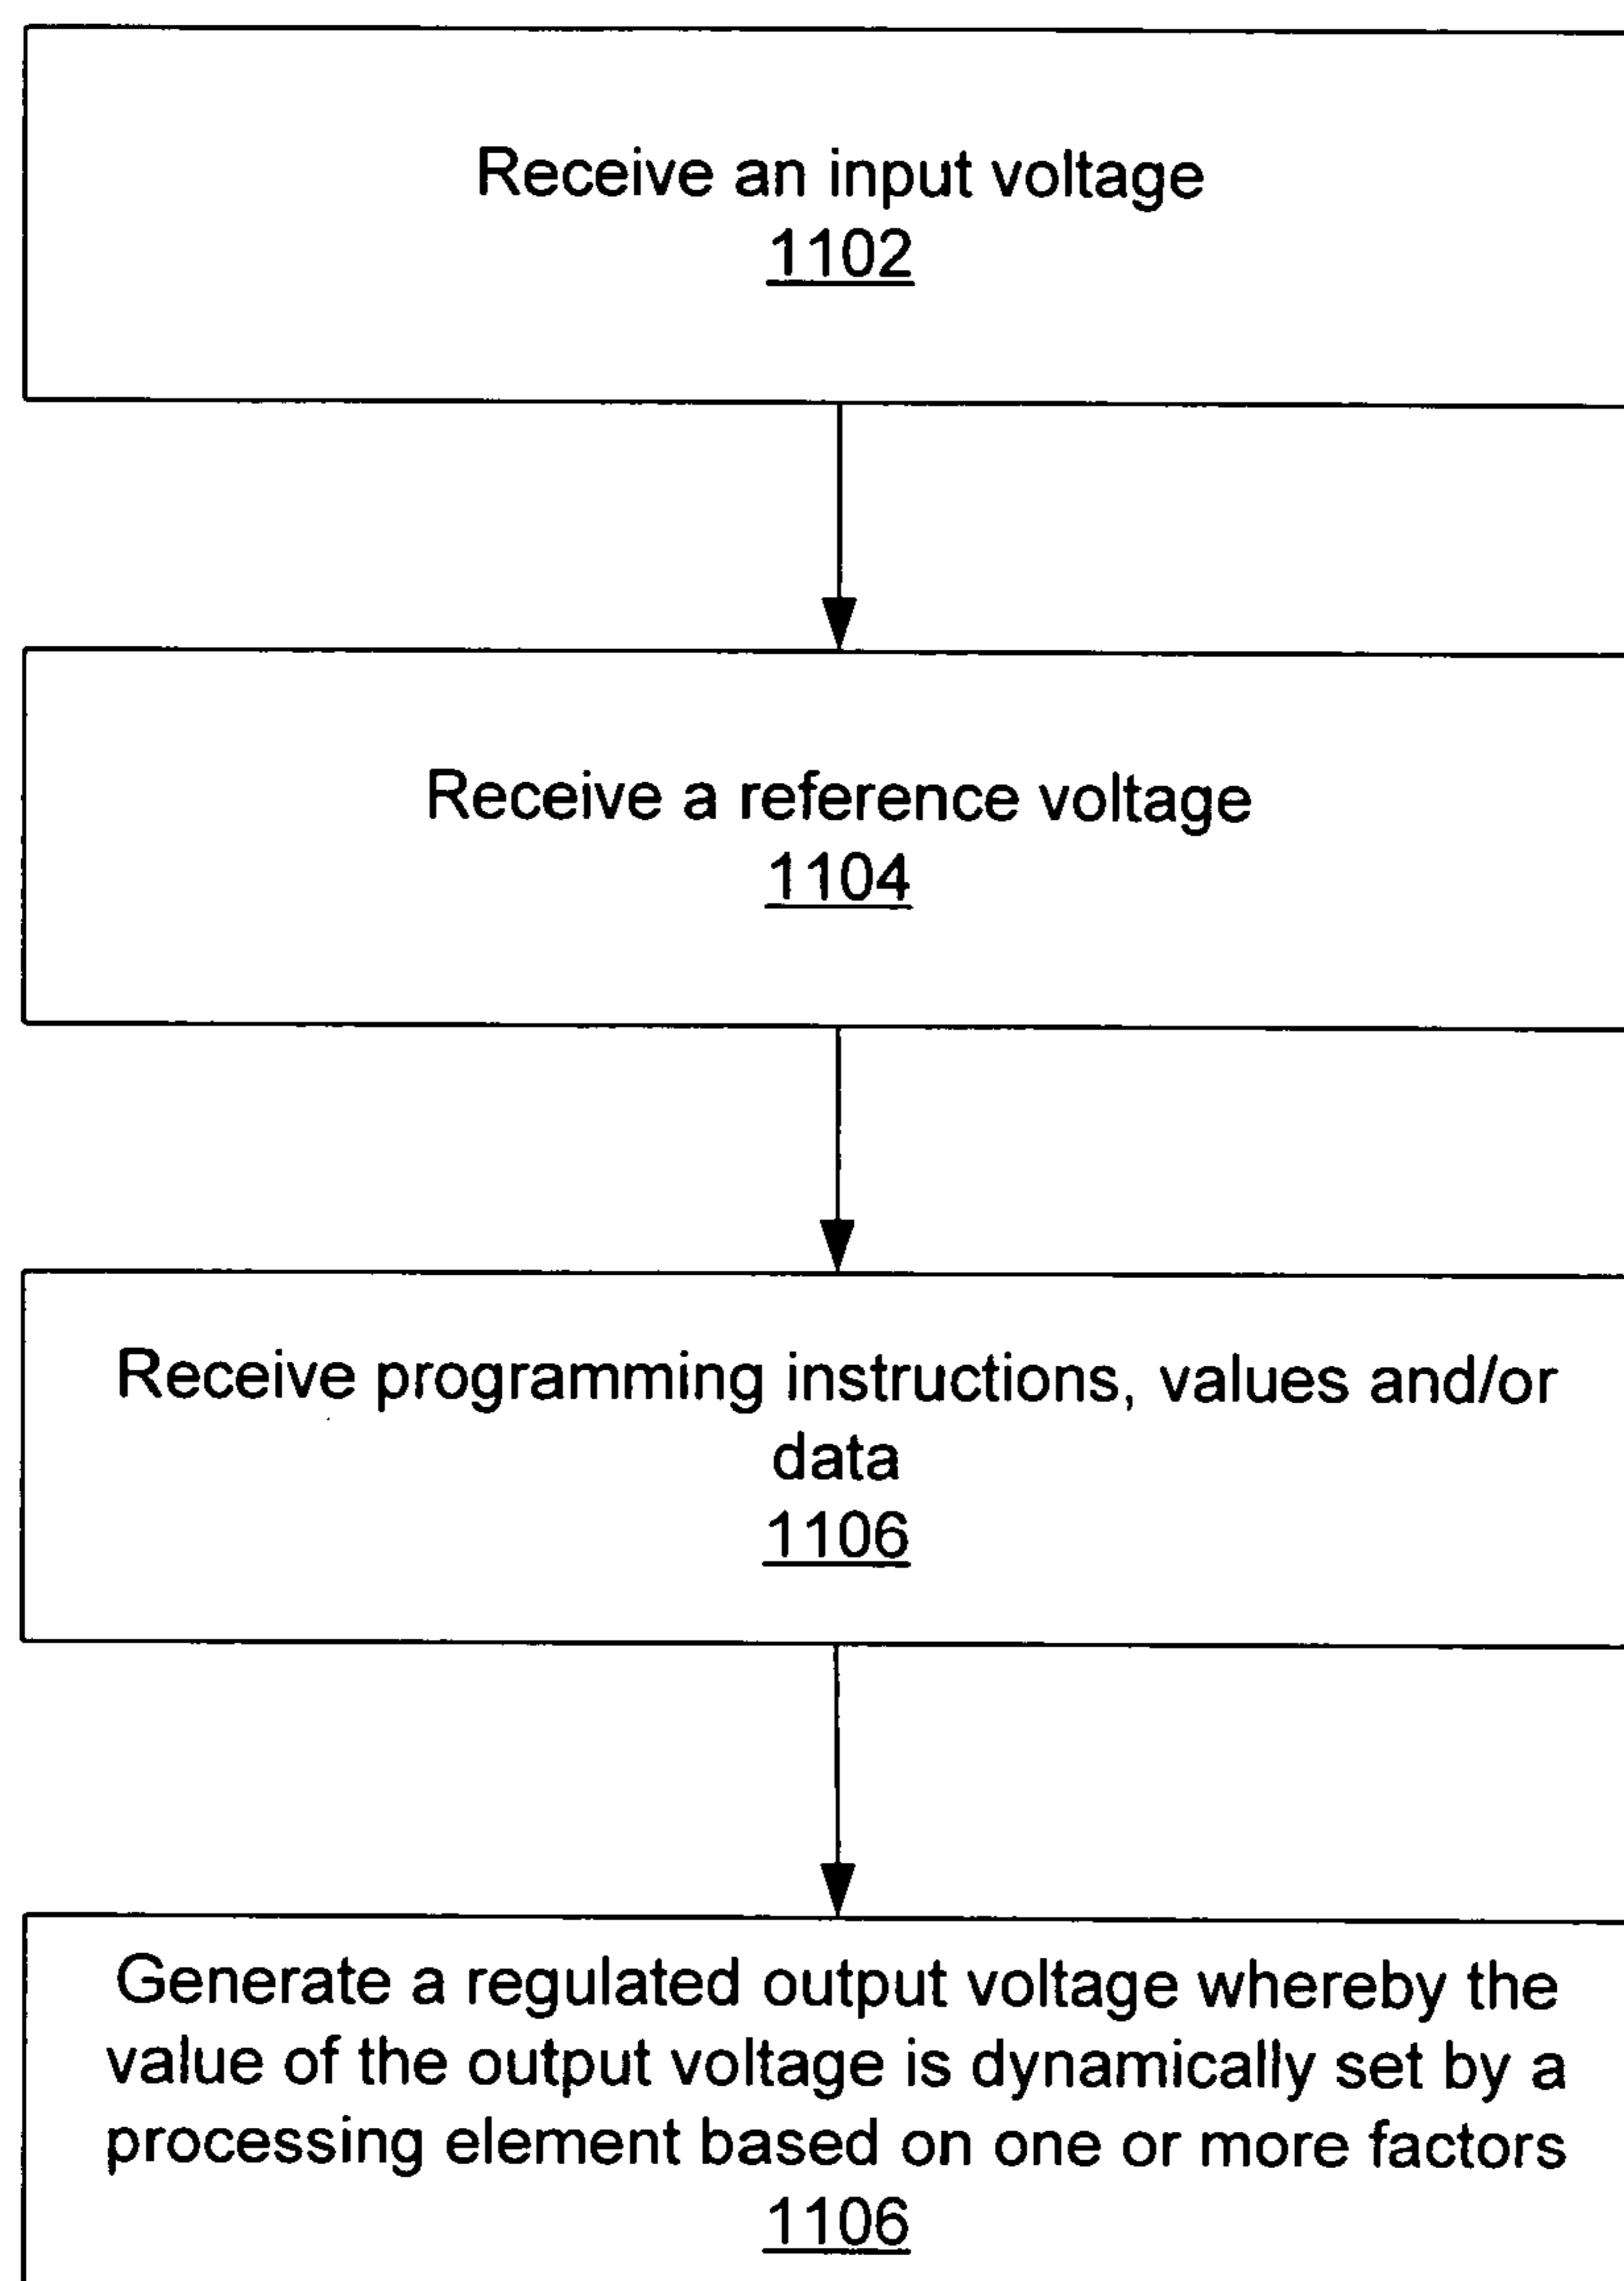 Receive an input voltage
1102
Receive a reference voltage
1104
Receive programming instructions, values and/or
data
1106
Generate a regulated output voltage whereby the
value of the output voltage is dynamically set by a
processing element based on one or more factors
1106